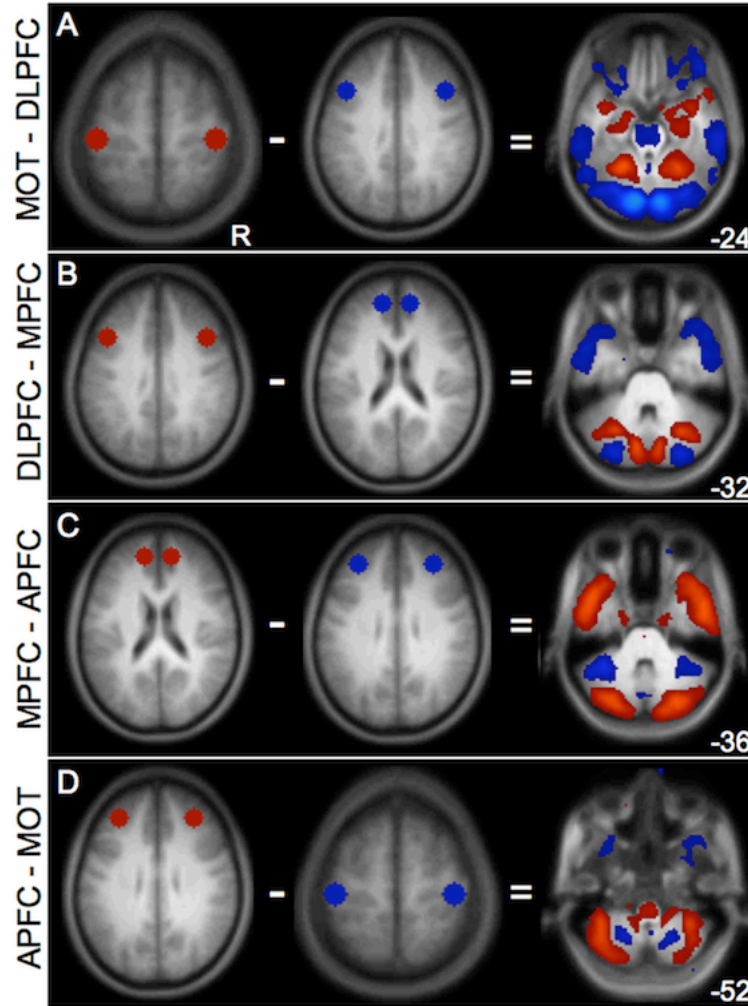 A
MOT - DLPFC
- =
R
-24
B
DLPFC - MPFC
- =
-32
C
MPFC - APFC
- =
-36
D
APFC - MOT
- =
-52